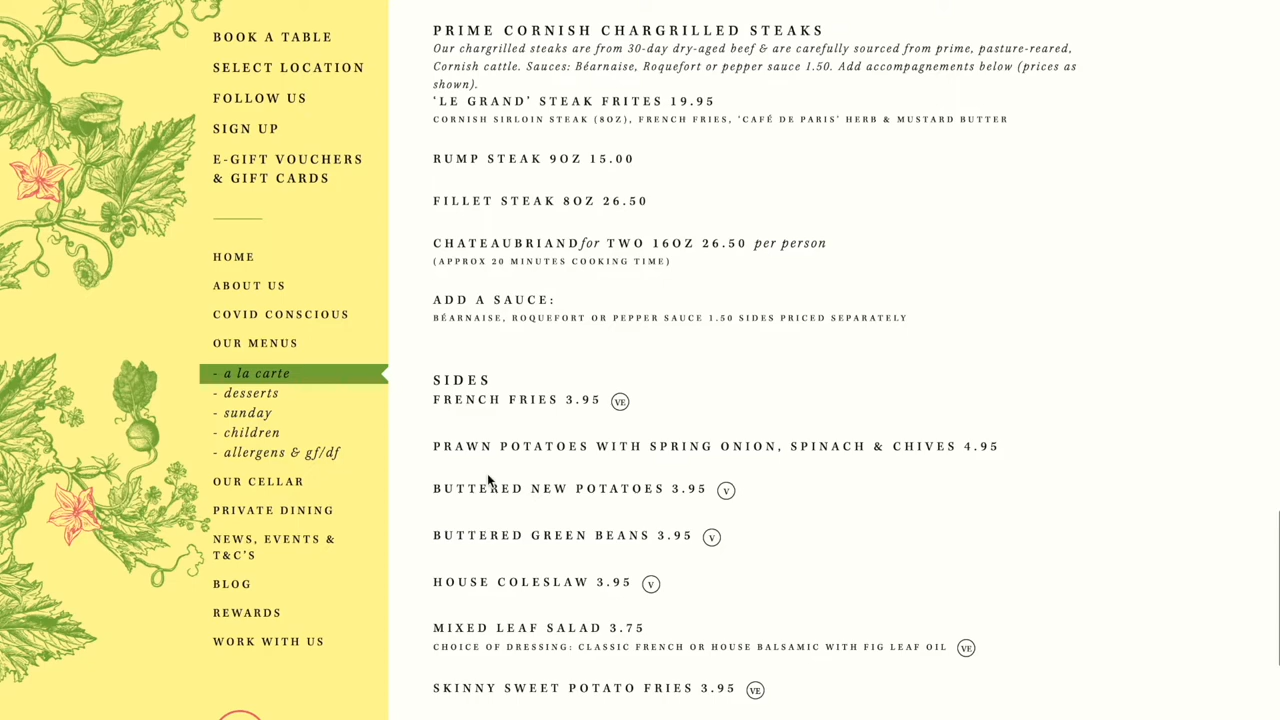 BOOK A TABLE
SELECT LOCATION
FOLLOW US
SIGN UP
E-GIFT VOUCHERS
& GIFT CARDS
HOME
ABOUT US
COVID CONSCIOUS
OUR MENUS
- a la carte
- desserts
- sunday
- children
- allergens & gf/df
OUR CELLAR
PRIVATE DINING
NEWS, EVENTS &
T&C'S
BLOG
REWARDS
WORK WITH US
PRIME CORNISH CHARGRILLED STEAKS
Our chargrilled steaks are from 30-day dry-aged beef & are carefully sourced from prime, pasture-reared,
Cornish cattle. Sauces: Béarnaise, Roquefort or pepper sauce 1.50. Add accompagnements below (prices as
shown).
'LE GRAND' STEAK FRITES 19.95
CORNISH SIRLOIN STEAK (8OZ), FRENCH FRIES, 'CAFÉ DE PARIS' HERB & MUSTARD BUTTER
RUMP STEAK 9OZ 15.00
FILLET STEAK 8OZ 26.50
CHATEAUBRIAND for TWO 16OZ 26.50 per person
(APPROX 20 MINUTES COOKING TIME)
ADD A SAUCE:
BÉARNAISE, ROQUEFORT OR PEPPER SAUCE 1.50 SIDES PRICED SEPARATELY
SIDES
FRENCH FRIES 3.95 VE
PRAWN POTATOES WITH SPRING ONION, SPINACH & CHIVES 4.95
BUTTERED NEW POTATOES 3.95 V
BUTTERED GREEN BEANS 3.95 V
HOUSE COLESLAW 3.95 V
MIXED LEAF SALAD 3.75
CHOICE OF DRESSING: CLASSIC FRENCH OR HOUSE BALSAMIC WITH FIG LEAF OIL VE
SKINNY SWEET POTATO FRIES 3.95 VE